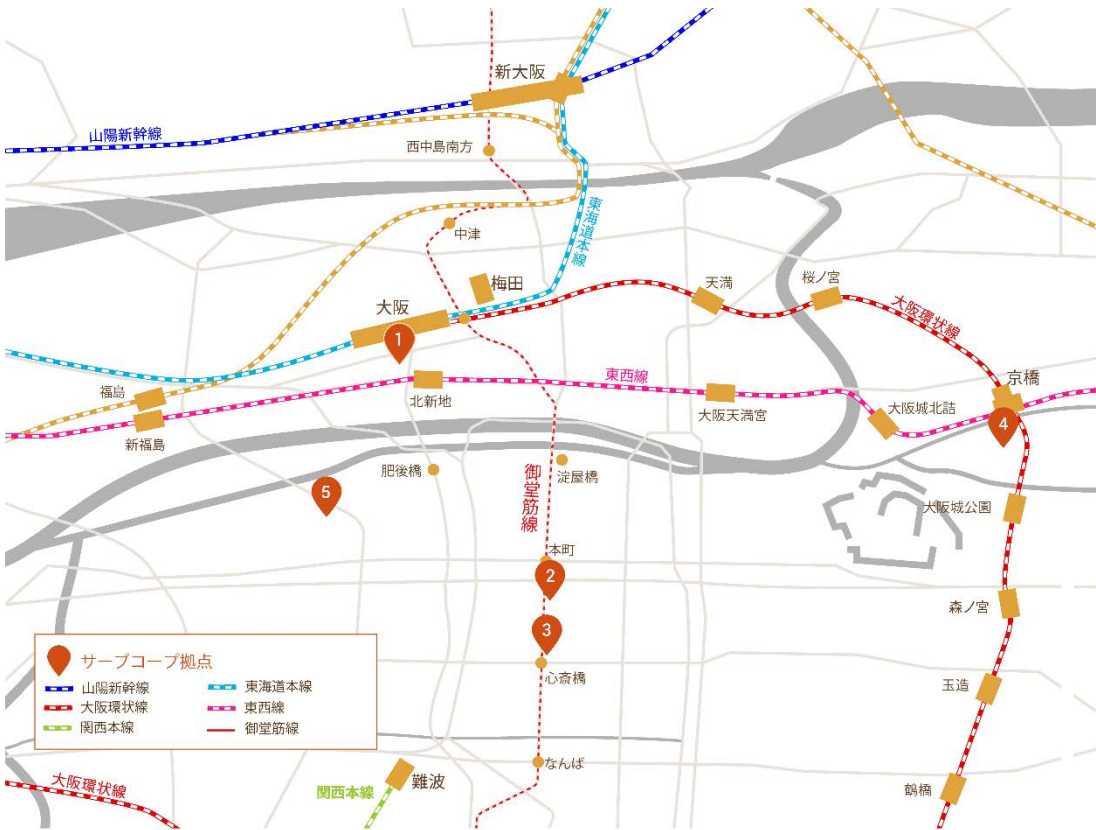 新大阪
山陽新幹線
西中島南方
東海道本線
中津
梅田
天満
桜ノ宮
大阪
大阪環状線
1
東西線
京橋
福島
北新地
大阪天満宮
大阪城北詰
4
新福島
肥後橋
淀屋橋
御堂筋線
5
大阪城公園
本町
2
森ノ宮
3
心斎橋
サーブコープ拠点
山陽新幹線
東海道本線
大阪環状線
東西線
関西本線
御堂筋線
玉造
なんば
大阪環状線
関西本線
難波
鶴橋